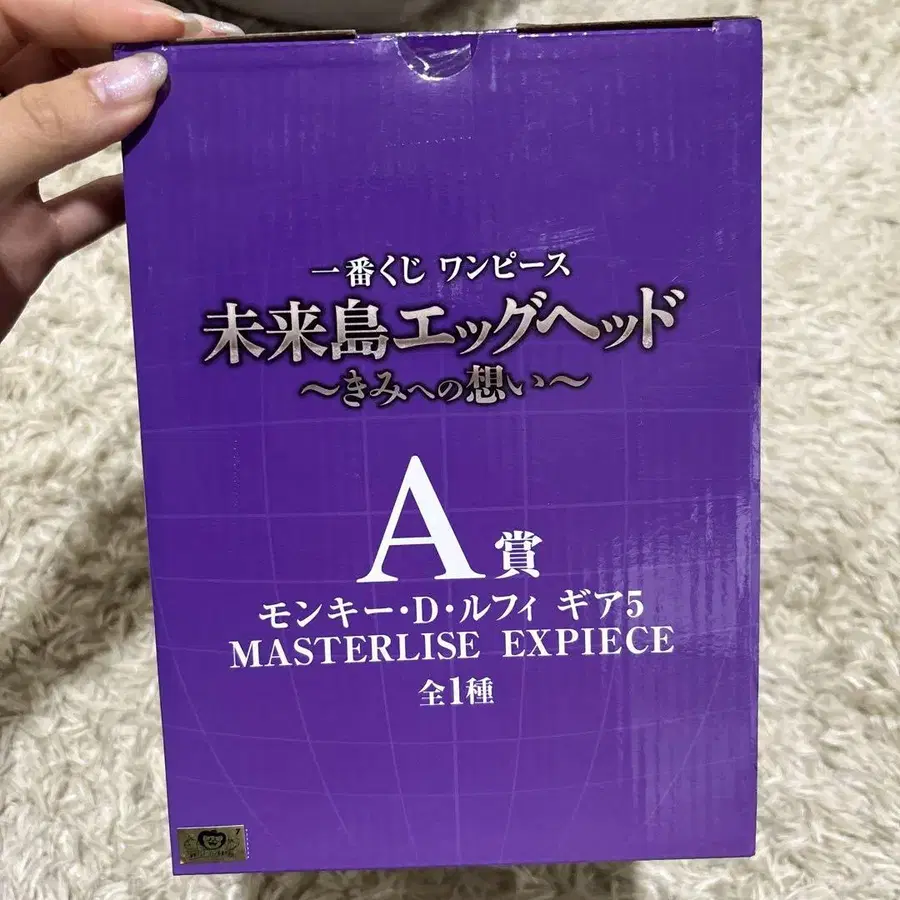 一番くじ ワンピース
未来島エッグヘッド
～きみへの想い～
A賞
モンキー・D・ルフィ ギア5
MASTERLISE EXPIECE
全1種